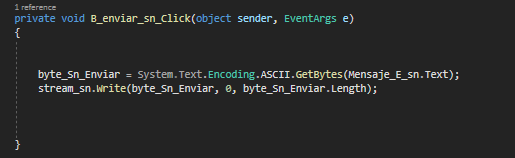 1 reference
private void B_enviar_sn_Click(object sender, EventArgs e)
{
byte_Sn_Enviar = System.Text.Encoding.ASCII.GetBytes(Mensaje_E_sn.Text);
stream_sn.Write(byte_Sn_Enviar, 0, byte_Sn_Enviar.Length);
}